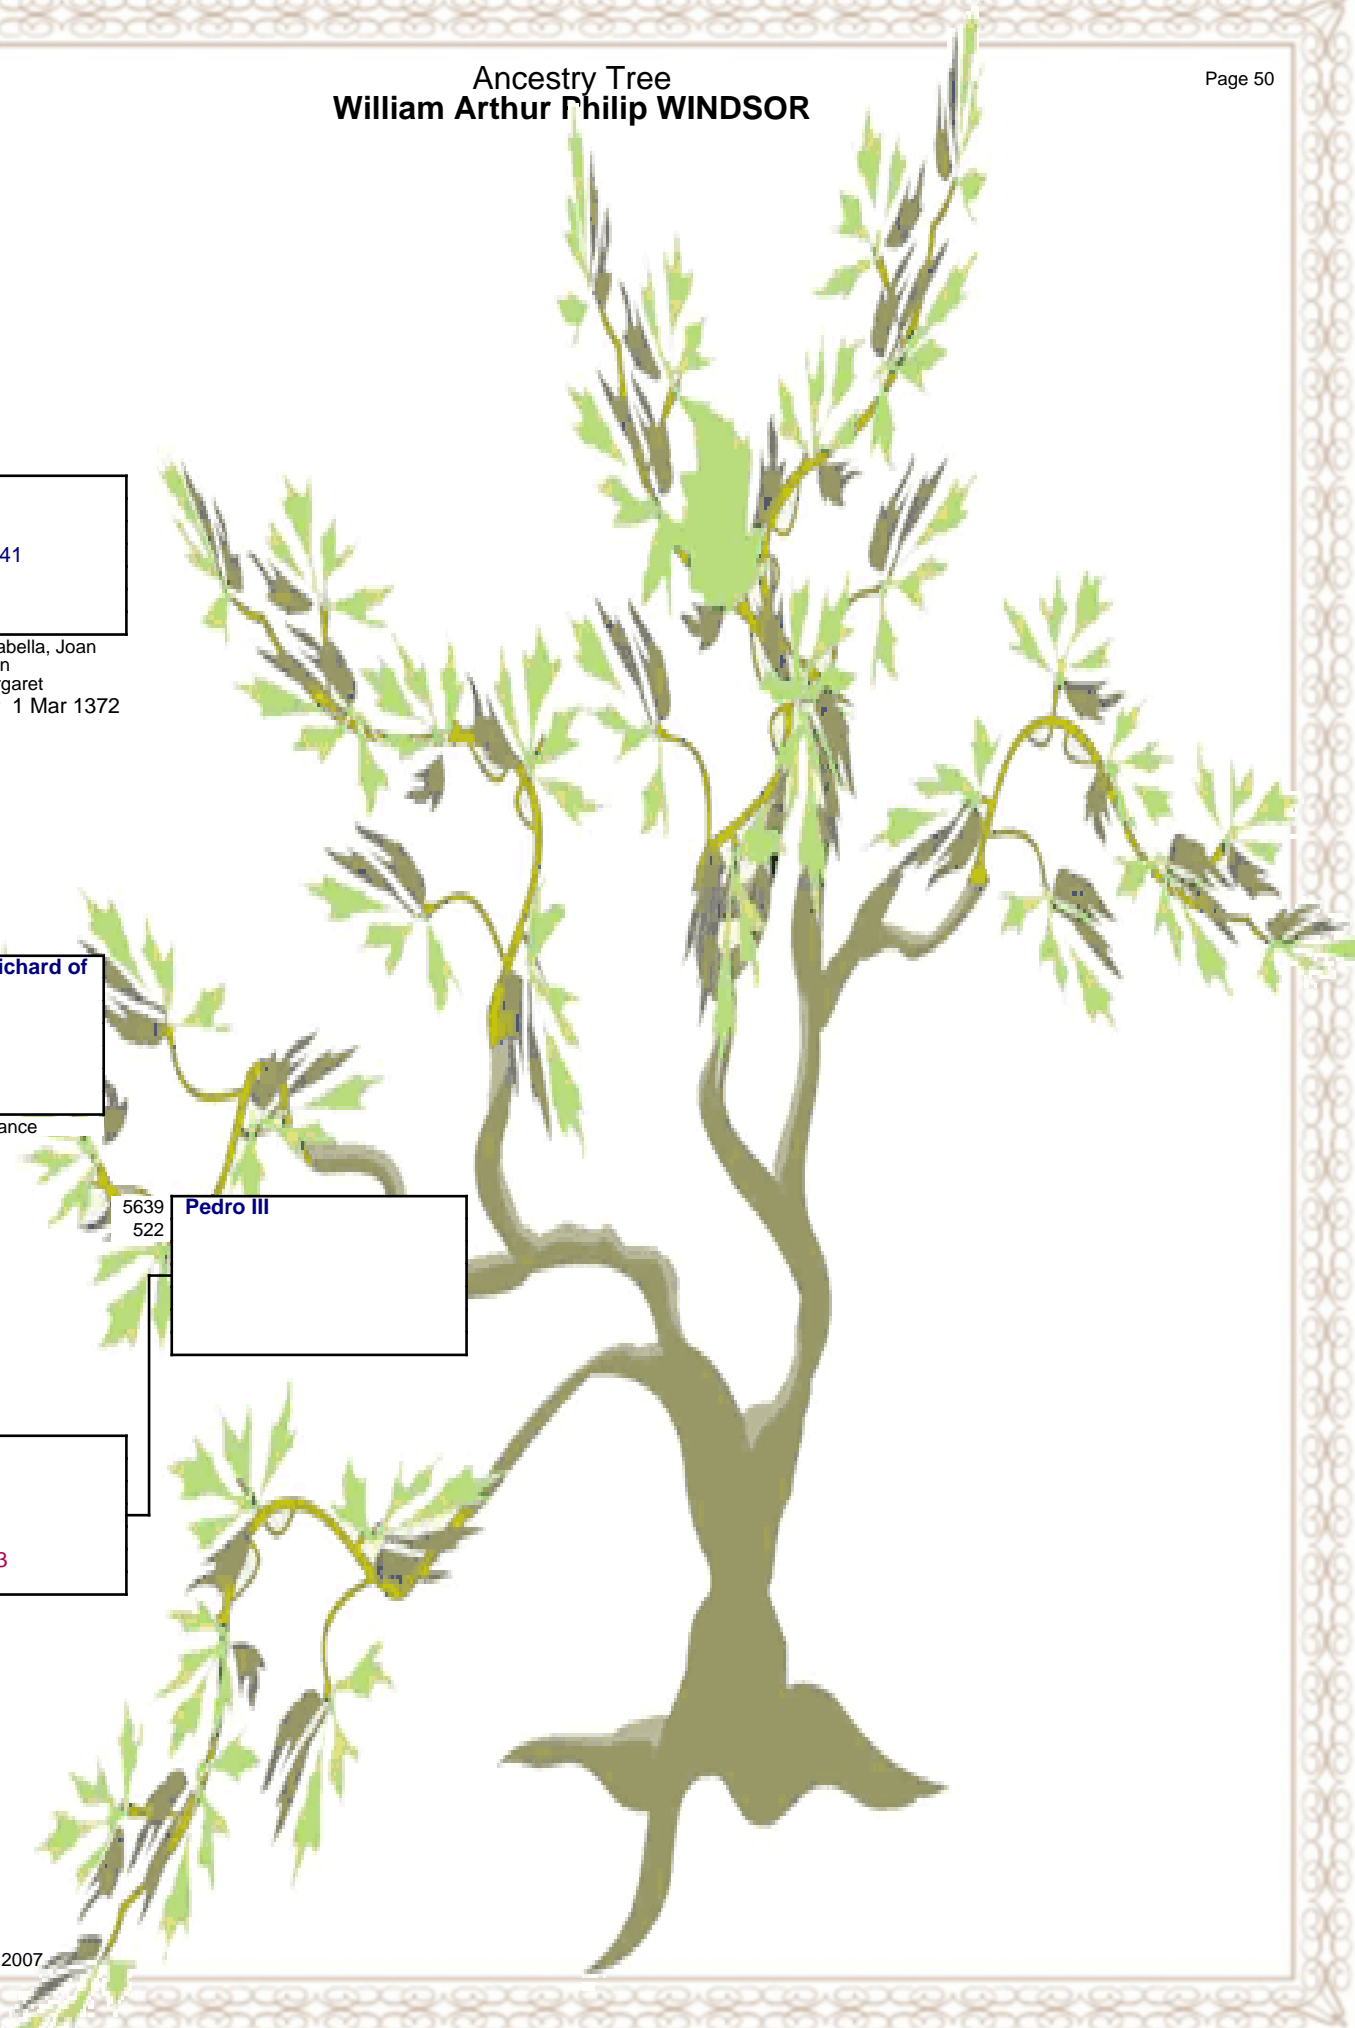 Ancestry Tree
William Arthur Philip WINDSOR
Page 50
41
abella, Joan
n
rgaret
1 Mar 1372
ichard of
ance
5639
522
Pedro III
3
2007